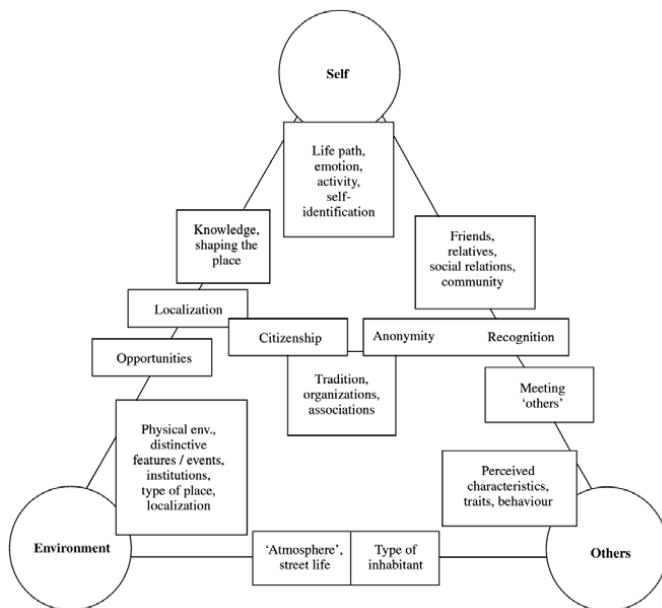 Self
Life path,
emotion,
activity,
self-
identification
Knowledge,
shaping the
place
Friends,
relatives,
social relations,
community
Localization
Citizenship
Anonymity
Recognition
Opportunities
Tradition,
organizations,
associations
Meeting
‘others’
Physical env.,
distinctive
features / events,
institutions,
type of place,
localization
Perceived
characteristics,
traits, behaviour
Environment
‘Atmosphere’,
street life
Type of
inhabitant
Others